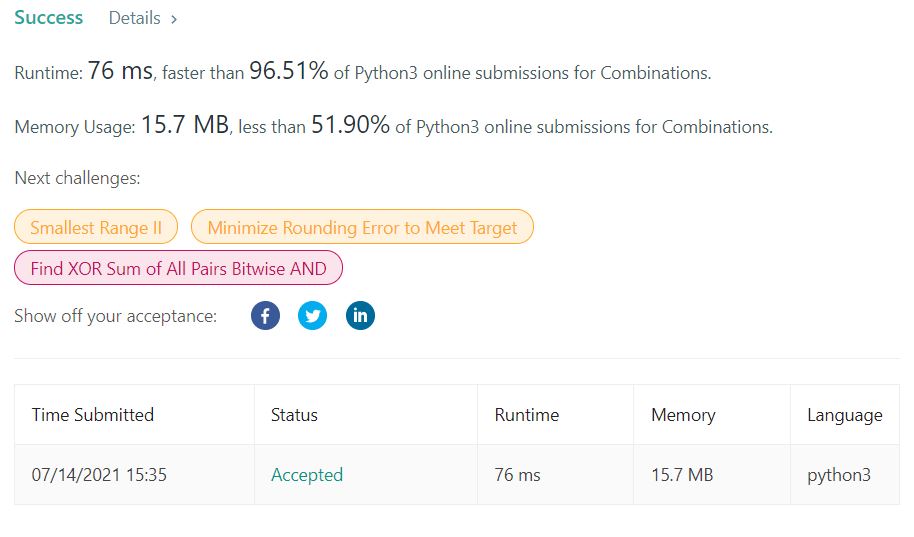 Success Details >
Runtime: 76 ms, faster than 96.51% of Python3 online submissions for Combinations.
Memory Usage: 15.7 MB, less than 51.90% of Python3 online submissions for Combinations.
Next challenges:
Smallest Range II Minimize Rounding Error to Meet Target
Find XOR Sum of All Pairs Bitwise AND
Show off your acceptance:
Time Submitted Status Runtime Memory Language
07/14/2021 15:35 Accepted 76 ms 15.7 MB python3